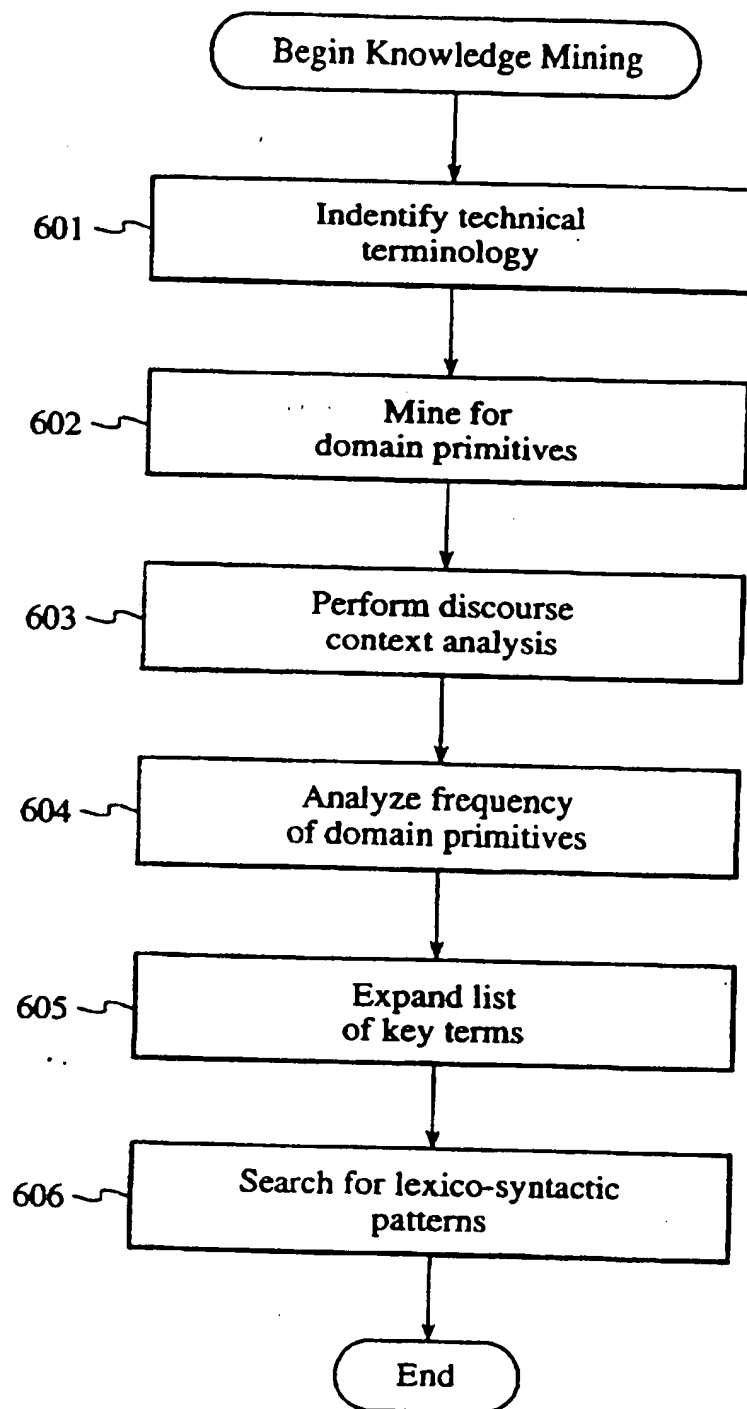 Begin Knowledge Mining
601
Indentify technical
terminology
602
Mine for
domain primitives
603
Perform discourse
context analysis
604
Analyze frequency
of domain primitives
605
Expand list
of key terms
606
Search for lexico-syntactic
patterns
End